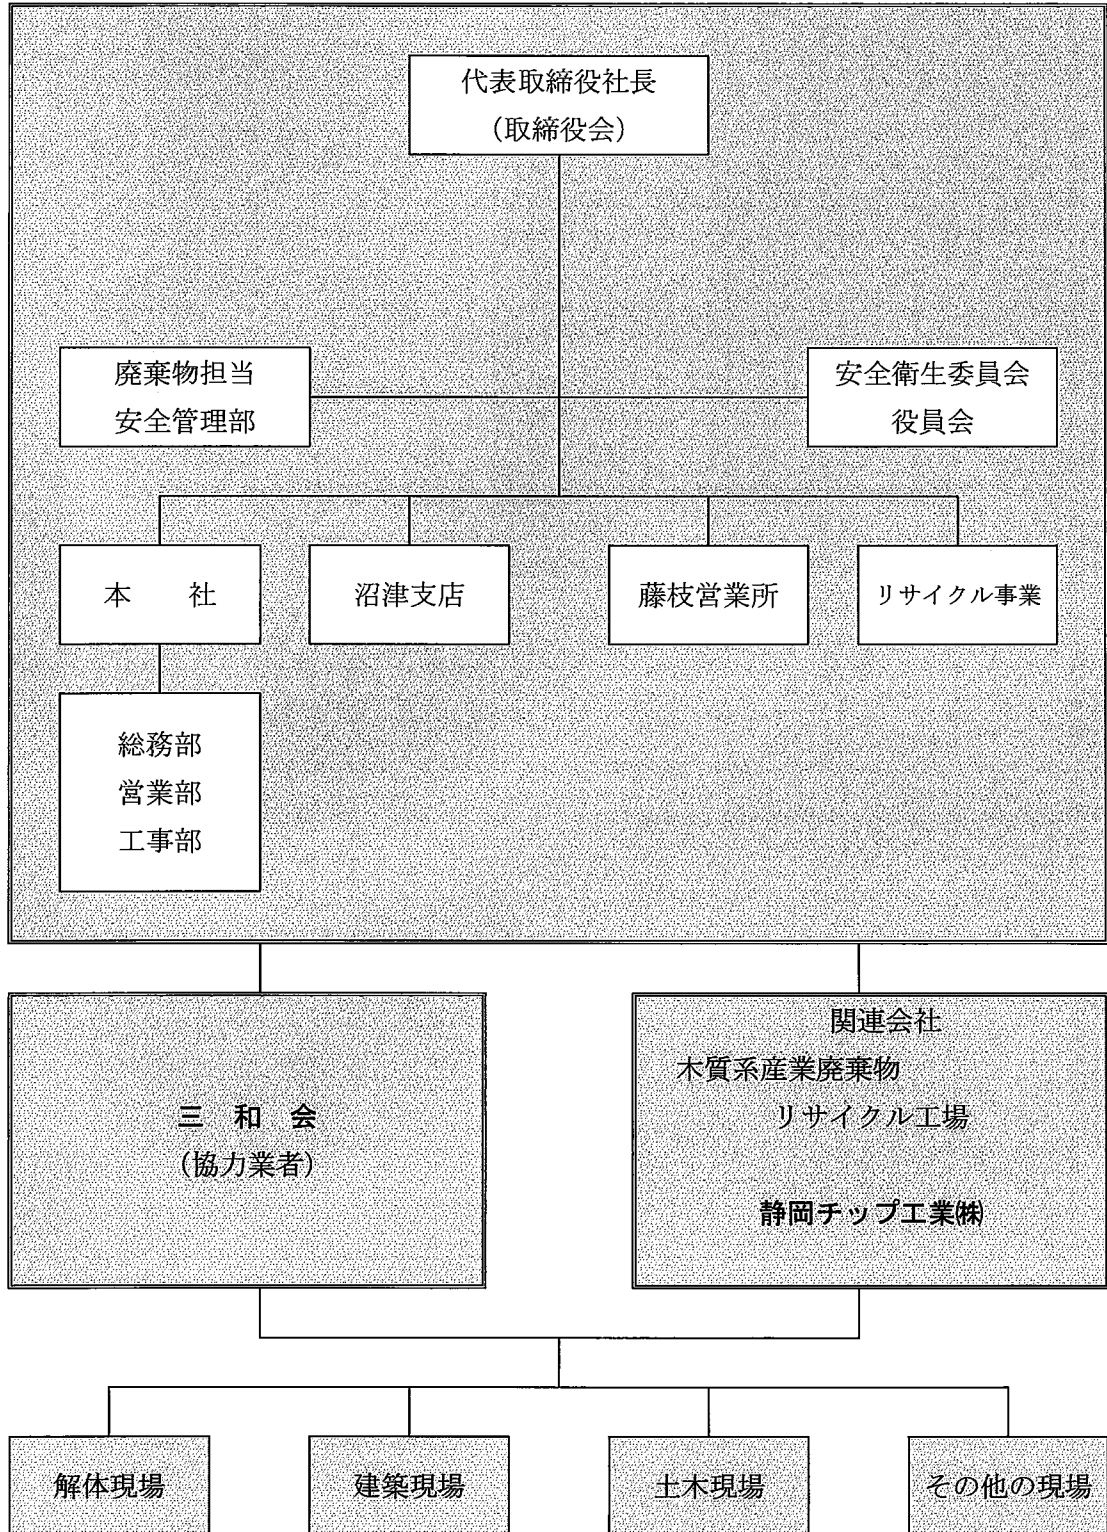 代表取締役社長
（取締役会）
廃棄物担当
安全管理部
安全衛生委員会
役員会
本　　社
沼津支店
藤枝営業所
リサイクル事業
総務部
営業部
工事部
三　和　会
（協力業者）
関連会社
木質系産業廃棄物
リサイクル工場
静岡チップ工業㈱
解体現場
建築現場
土木現場
その他の現場